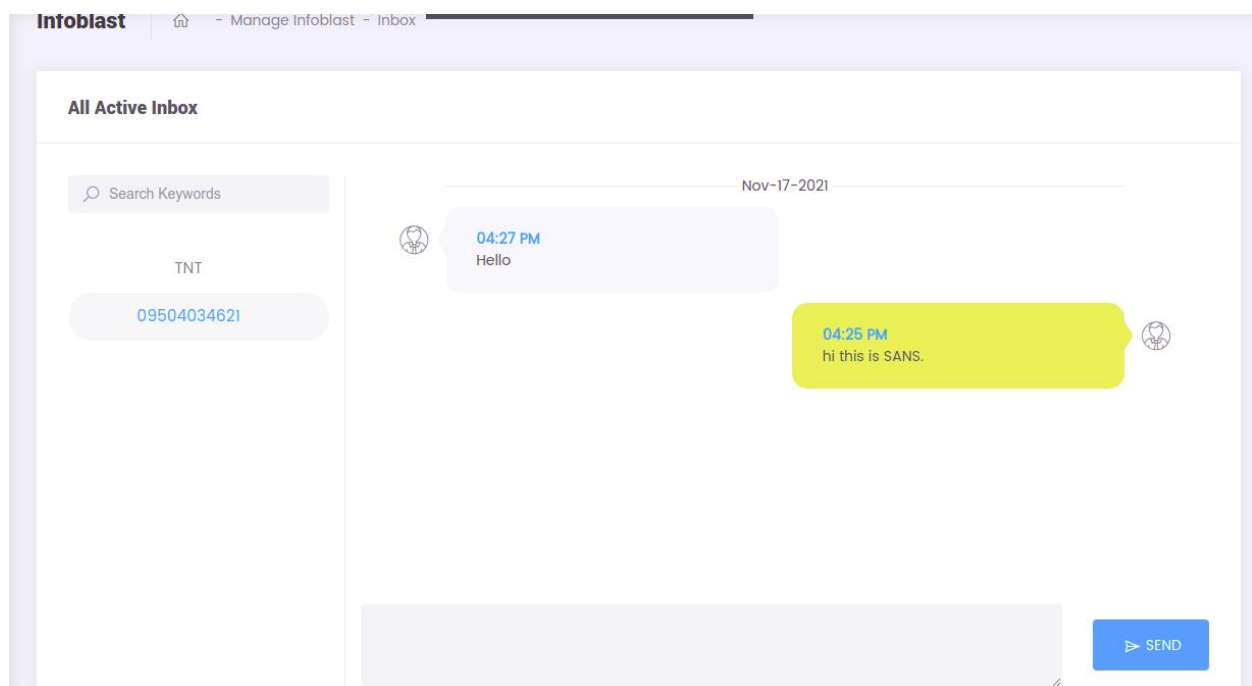 Infoblast - Manage Infoblast - Inbox
All Active Inbox
Search Keywords
TNT
09504034621
Nov-17-2021
04:27 PM
Hello
04:25 PM
hi this is SANS.
SEND